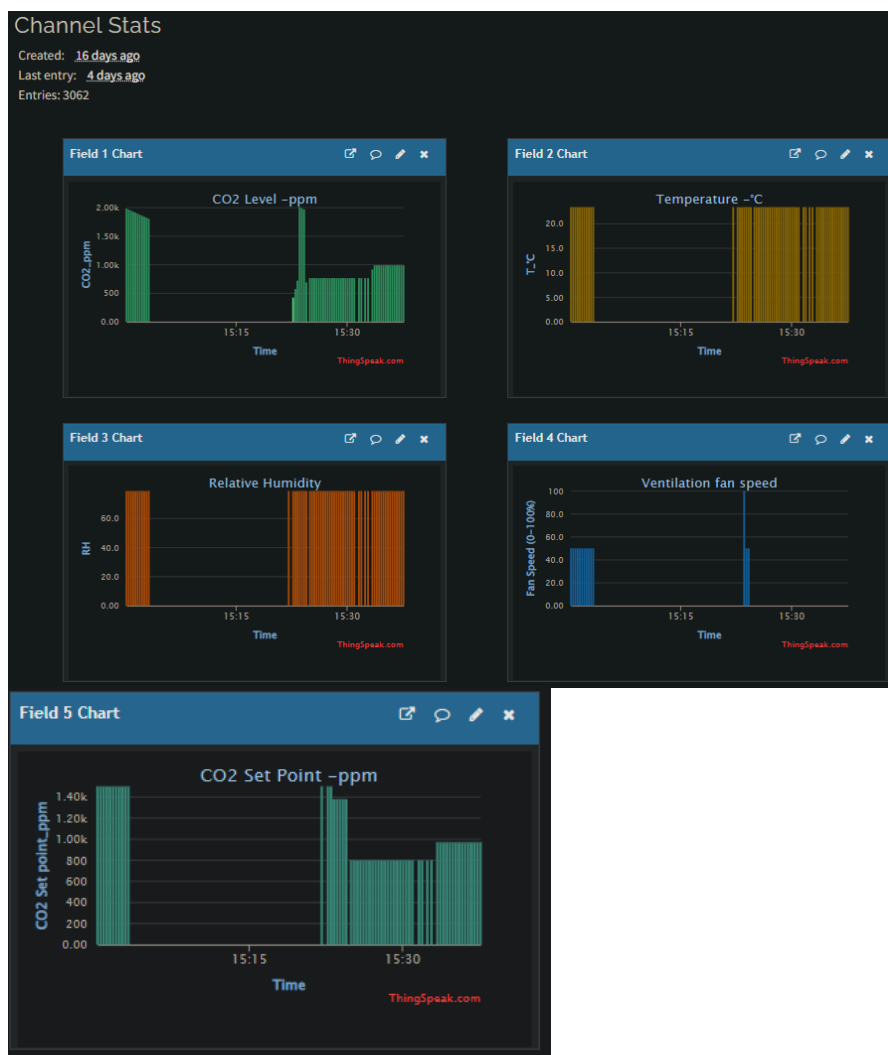 Channel Stats
Created: 16 days ago
Last entry: 4 days ago
Entries: 3062
Field 1 Chart
CO2 Level -ppm
CO2_ppm
2.00k
1.50k
1.00k
500
0.00
15:15 15:30
Time
ThingSpeak.com
Field 2 Chart
Temperature -°C
T_°C
20.0
15.0
10.0
5.00
0.00
15:15 15:30
Time
ThingSpeak.com
Field 3 Chart
Relative Humidity
RH
60.0
40.0
20.0
0.00
15:15 15:30
Time
ThingSpeak.com
Field 4 Chart
Ventilation fan speed
Fan Speed (0-100%)
100
80.0
60.0
40.0
20.0
0.00
15:15 15:30
Time
ThingSpeak.com
Field 5 Chart
CO2 Set Point -ppm
CO2 Set point_ppm
1.40k
1.20k
1.00k
800
600
400
200
0.00
15:15 15:30
Time
ThingSpeak.com